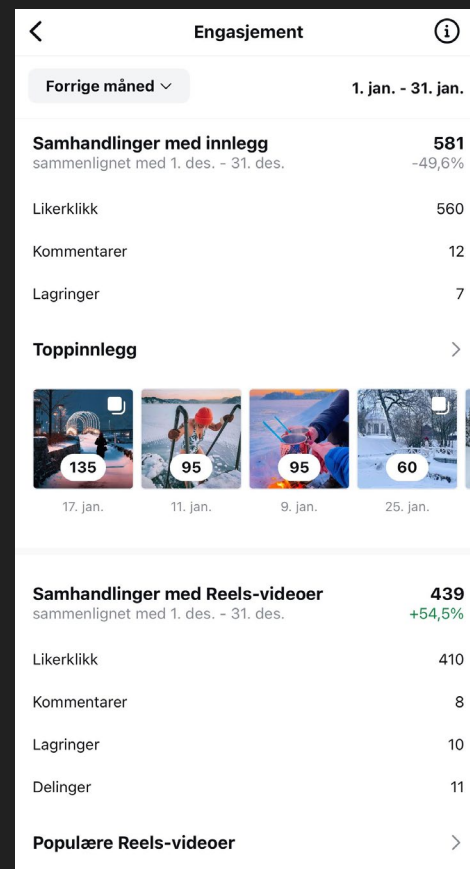 Engasjement
Forrige måned
1. jan. - 31. jan.
Samhandlinger med innlegg 581
sammenlignet med 1. des. - 31. des. -49,6%
Likerklikk 560
Kommentarer 12
Lagringer 7
Toppinnlegg
135 95 95 60
17. jan. 11. jan. 9. jan. 25. jan.
Samhandlinger med Reels-videoer 439
sammenlignet med 1. des. - 31. des. +54,5%
Likerklikk 410
Kommentarer 8
Lagringer 10
Delinger 11
Populære Reels-videoer